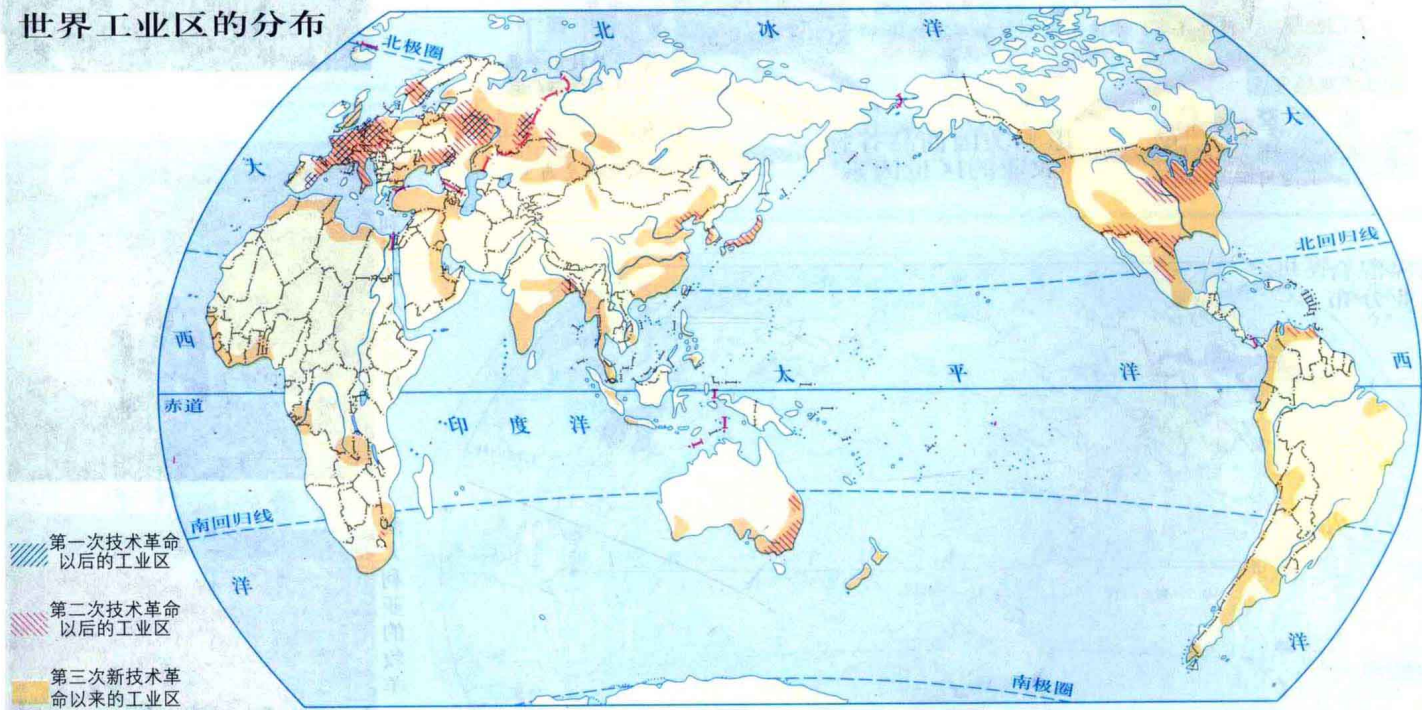 世界工业区的分布
北冰洋
北极圈
大
大
北回归线
西
太平洋
西
赤道
印度洋
南回归线
第一次技术革命
以后的工业区
洋
洋
第二次技术革命
以后的工业区
第三次新技术革
命以来的工业区
南极圈